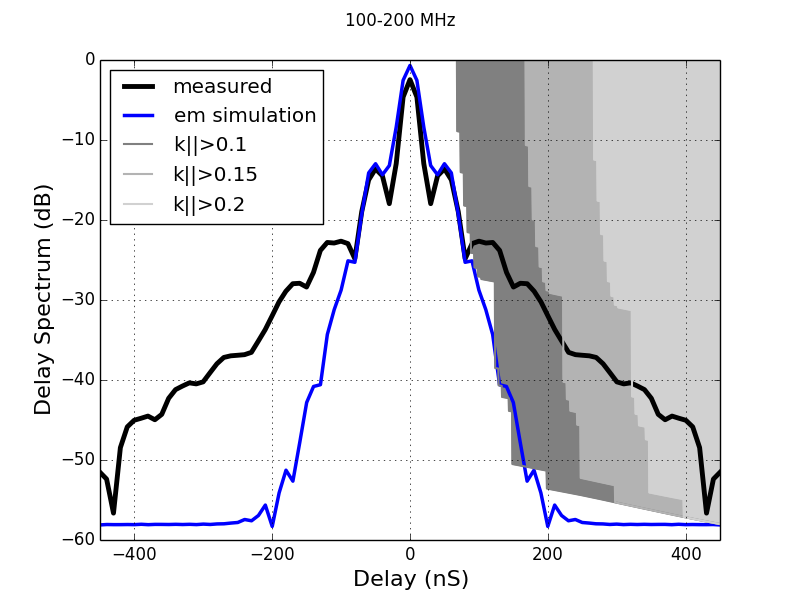 100-200 MHz
0
−10
−20
−30
−40
−50
−60
Delay Spectrum (dB)
measured
em simulation
k||>0.1
k||>0.15
k||>0.2
−400
−200
0
200
400
Delay (nS)